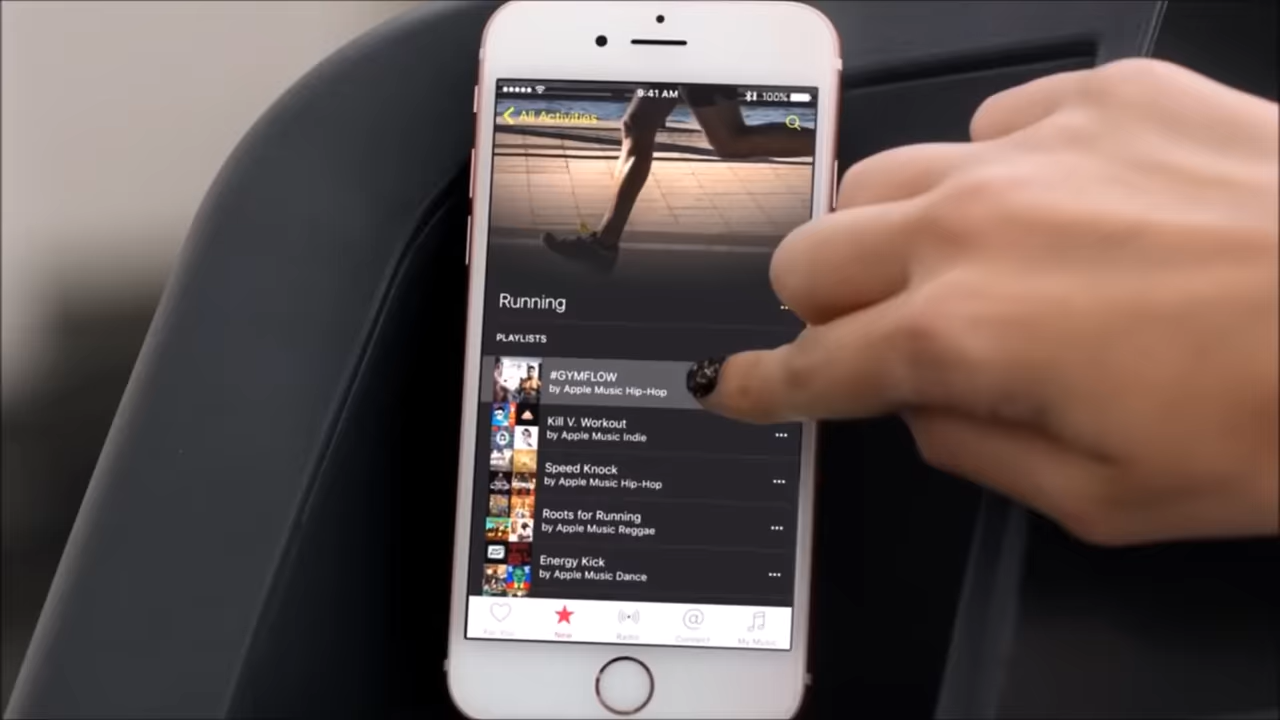 9:41 AM
100%
All Activities
Running
PLAYLISTS
#GYMFLOW
by Apple Music Hip-Hop
Kill V. Workout
by Apple Music Indie
Speed Knock
by Apple Music Hip-Hop
Roots for Running
by Apple Music Reggae
Energy Kick
by Apple Music Dance
For You
New
Radio
Connect
My Music